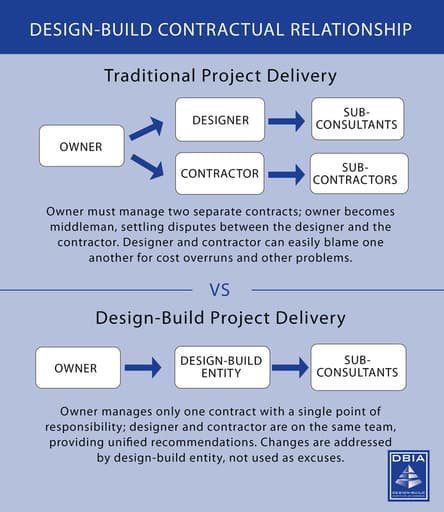 DESIGN-BUILD CONTRACTUAL RELATIONSHIP
Traditional Project Delivery
OWNER
DESIGNER
SUB-
CONSULTANTS
CONTRACTOR
SUB-
CONTRACTORS
Owner must manage two separate contracts; owner becomes
middleman, settling disputes between the designer and the
contractor. Designer and contractor can easily blame one
another for cost overruns and other problems.
VS
Design-Build Project Delivery
OWNER
DESIGN-BUILD
ENTITY
SUB-
CONSULTANTS
Owner manages only one contract with a single point of
responsibility; designer and contractor are on the same team,
providing unified recommendations. Changes are addressed
by design-build entity, not used as excuses.
DBIA
DESIGN-BUILD